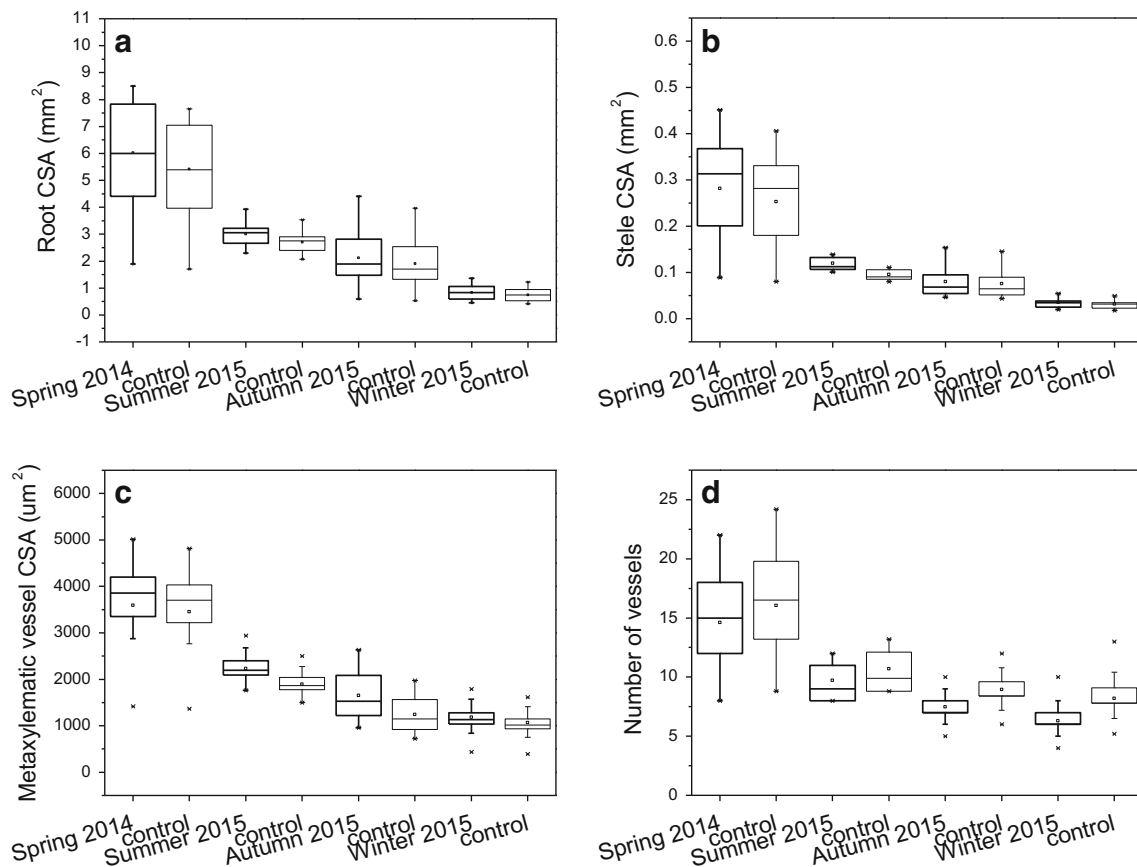 a
Root CSA (mm²)
11
10
9
8
7
6
5
4
3
2
1
0
-1
Spring 2014
control
Summer 2015
control
Autumn 2015
control
Winter 2015
control
b
Stele CSA (mm²)
0.6
0.5
0.4
0.3
0.2
0.1
0.0
Spring 2014
control
Summer 2015
control
Autumn 2015
control
Winter 2015
control
c
Metaxylematic vessel CSA (um²)
6000
5000
4000
3000
2000
1000
0
Spring 2014
control
Summer 2015
control
Autumn 2015
control
Winter 2015
control
d
Number of vessels
25
20
15
10
5
0
Spring 2014
control
Summer 2015
control
Autumn 2015
control
Winter 2015
control